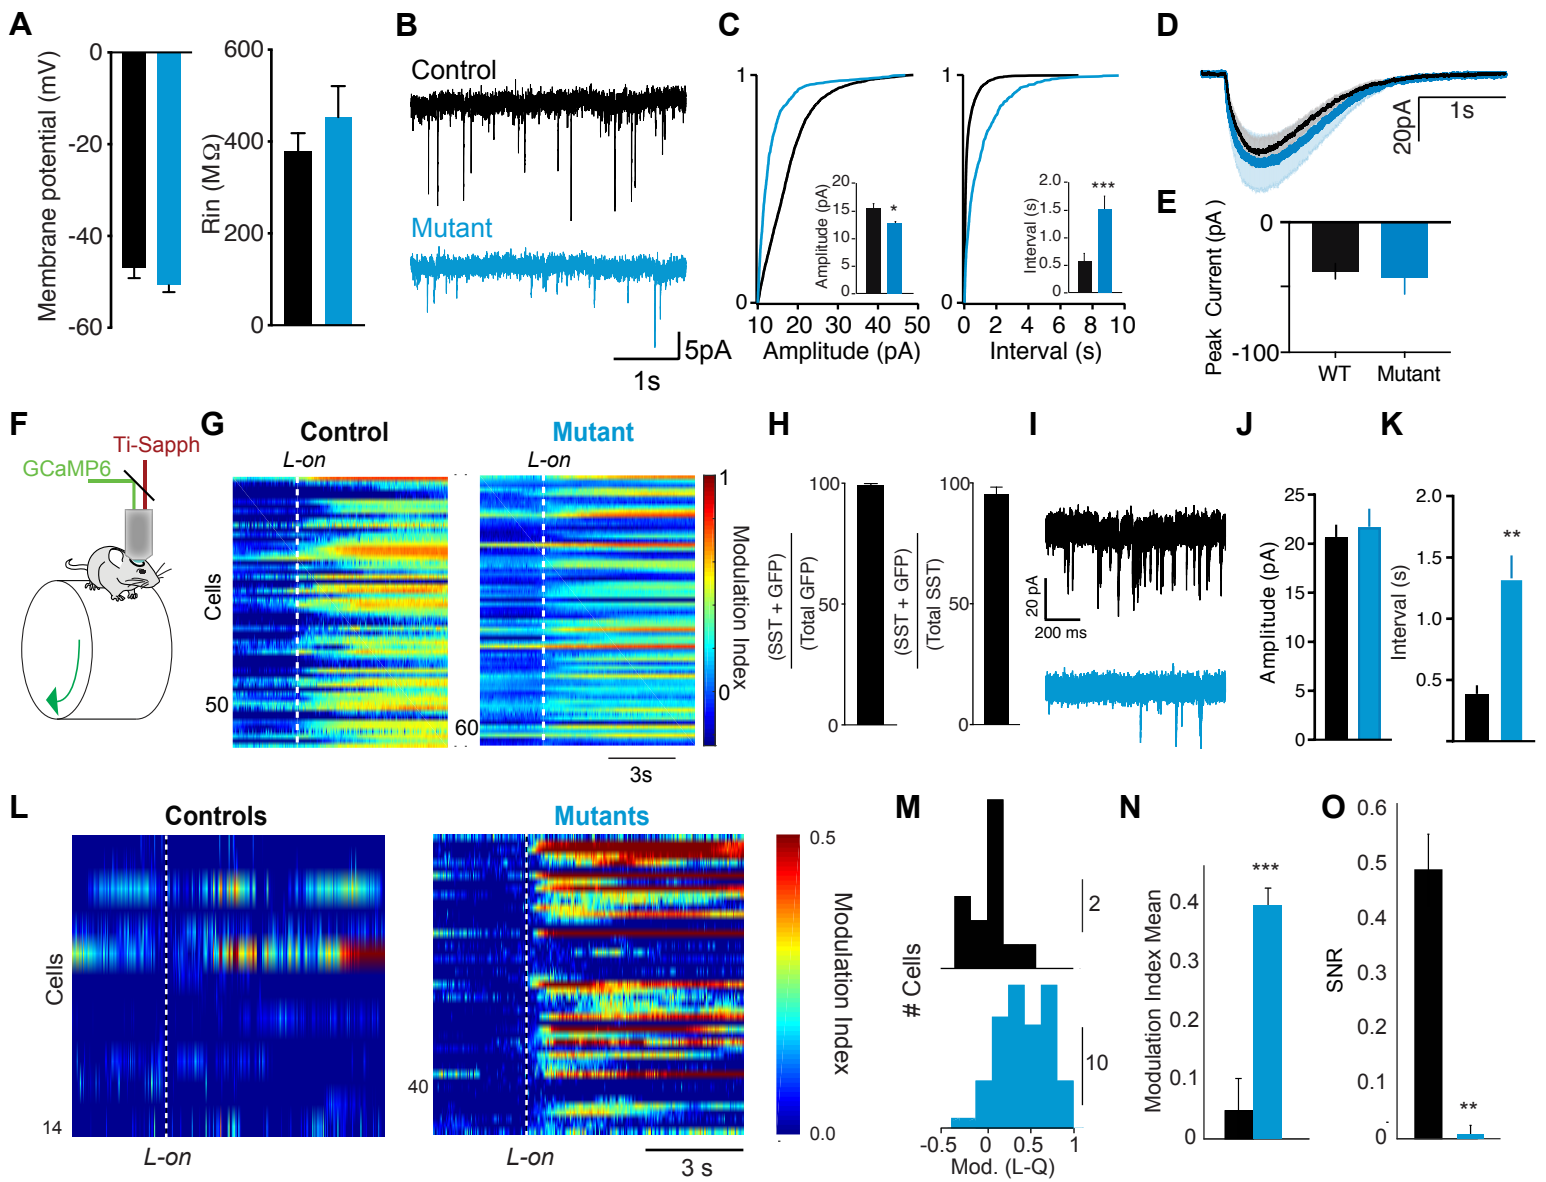 A
Membrane potential (mV)
0
-20
-40
-60
Rin (MΩ)
600
400
200
0
B
Control
Mutant
5pA
1s
C
1
0
10
20
30
40
50
Amplitude (pA)
Amplitude (pA)
20
15
10
5
0
*
1
0
0
2
4
6
8
10
Interval (s)
Interval (s)
2.0
1.5
1.0
0.5
0
***
D
20pA
1s
E
Peak Current (pA )
0
-100
WT
Mutant
F
Ti-Sapph
GCaMP6
G
Control
L-on
Cells
50
Mutant
L-on
60
3s
1
0
Modulation Index
H
(SST + GFP)
(Total GFP)
100
50
0
(SST + GFP)
(Total SST)
100
50
0
I
20 pA
200 ms
J
Amplitude (pA)
25
20
15
10
5
0
K
Interval (s)
2.0
1.5
1.0
0.5
**
L
Controls
Cells
14
L-on
Mutants
40
L-on
3 s
0.5
0.0
Modulation Index
M
# Cells
2
10
-0.5
0
0.5
1
Mod. (L-Q)
N
Modulation Index Mean
0.4
0.3
0.2
0.1
0
***
O
SNR
0.6
0.5
0.4
0.3
0.2
0.1
0
**